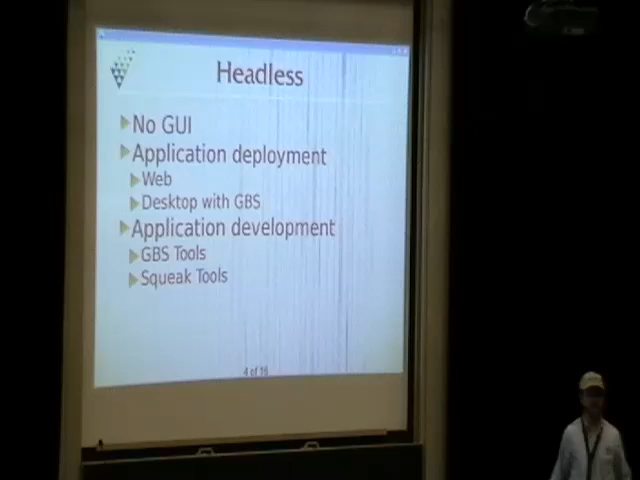 Headless
No GUI
Application deployment
Web
Desktop with GBS
Application development
GBS Tools
Squeak Tools
4 of 16